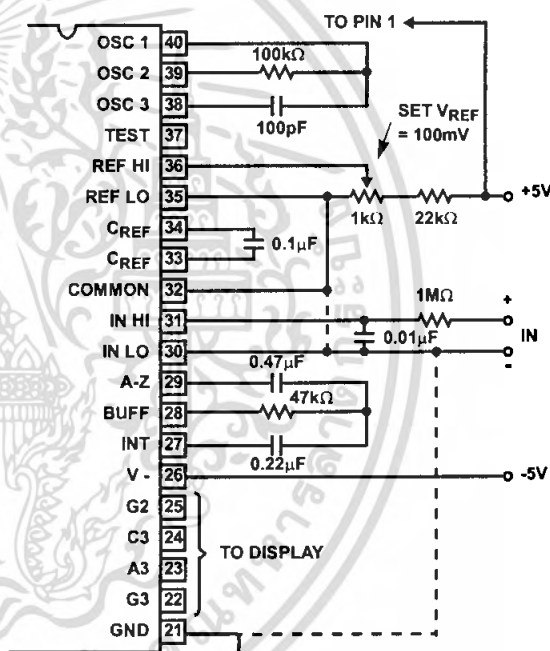 TO PIN 1
OSC 1 40
100kΩ
OSC 2 39
OSC 3 38
100pF
TEST 37
SET VREF
= 100mV
REF HI 36
REF LO 35
1kΩ
22kΩ
+5V
CREF 34
0.1µF
CREF 33
COMMON 32
1MΩ
IN HI 31
+
0.01µF
IN
IN LO 30
-
0.47µF
A-Z 29
47kΩ
BUFF 28
INT 27
0.22µF
V - 26
-5V
G2 25
C3 24
TO DISPLAY
A3 23
G3 22
GND 21